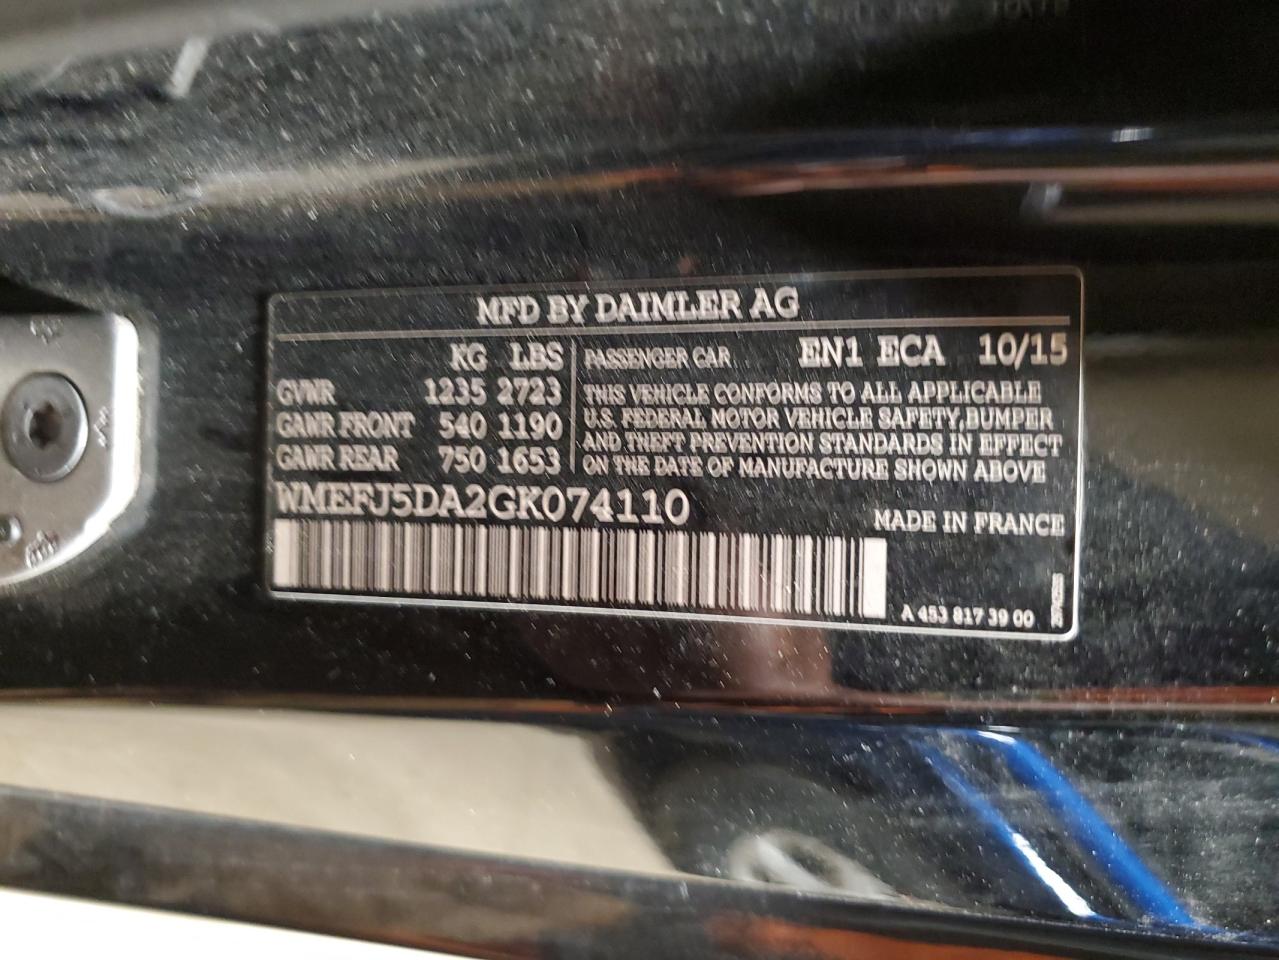 MFD BY DAIMLER AG
KG LBS
GVWR 1235 2723
GAWR FRONT 540 1190
GAWR REAR 750 1653
PASSENGER CAR EN1 ECA 10/15
THIS VEHICLE CONFORMS TO ALL APPLICABLE
U.S. FEDERAL MOTOR VEHICLE SAFETY, BUMPER
AND THEFT PREVENTION STANDARDS IN EFFECT
ON THE DATE OF MANUFACTURE SHOWN ABOVE
WMEFJ5DA2GK074110
MADE IN FRANCE
A 453 817 39 00